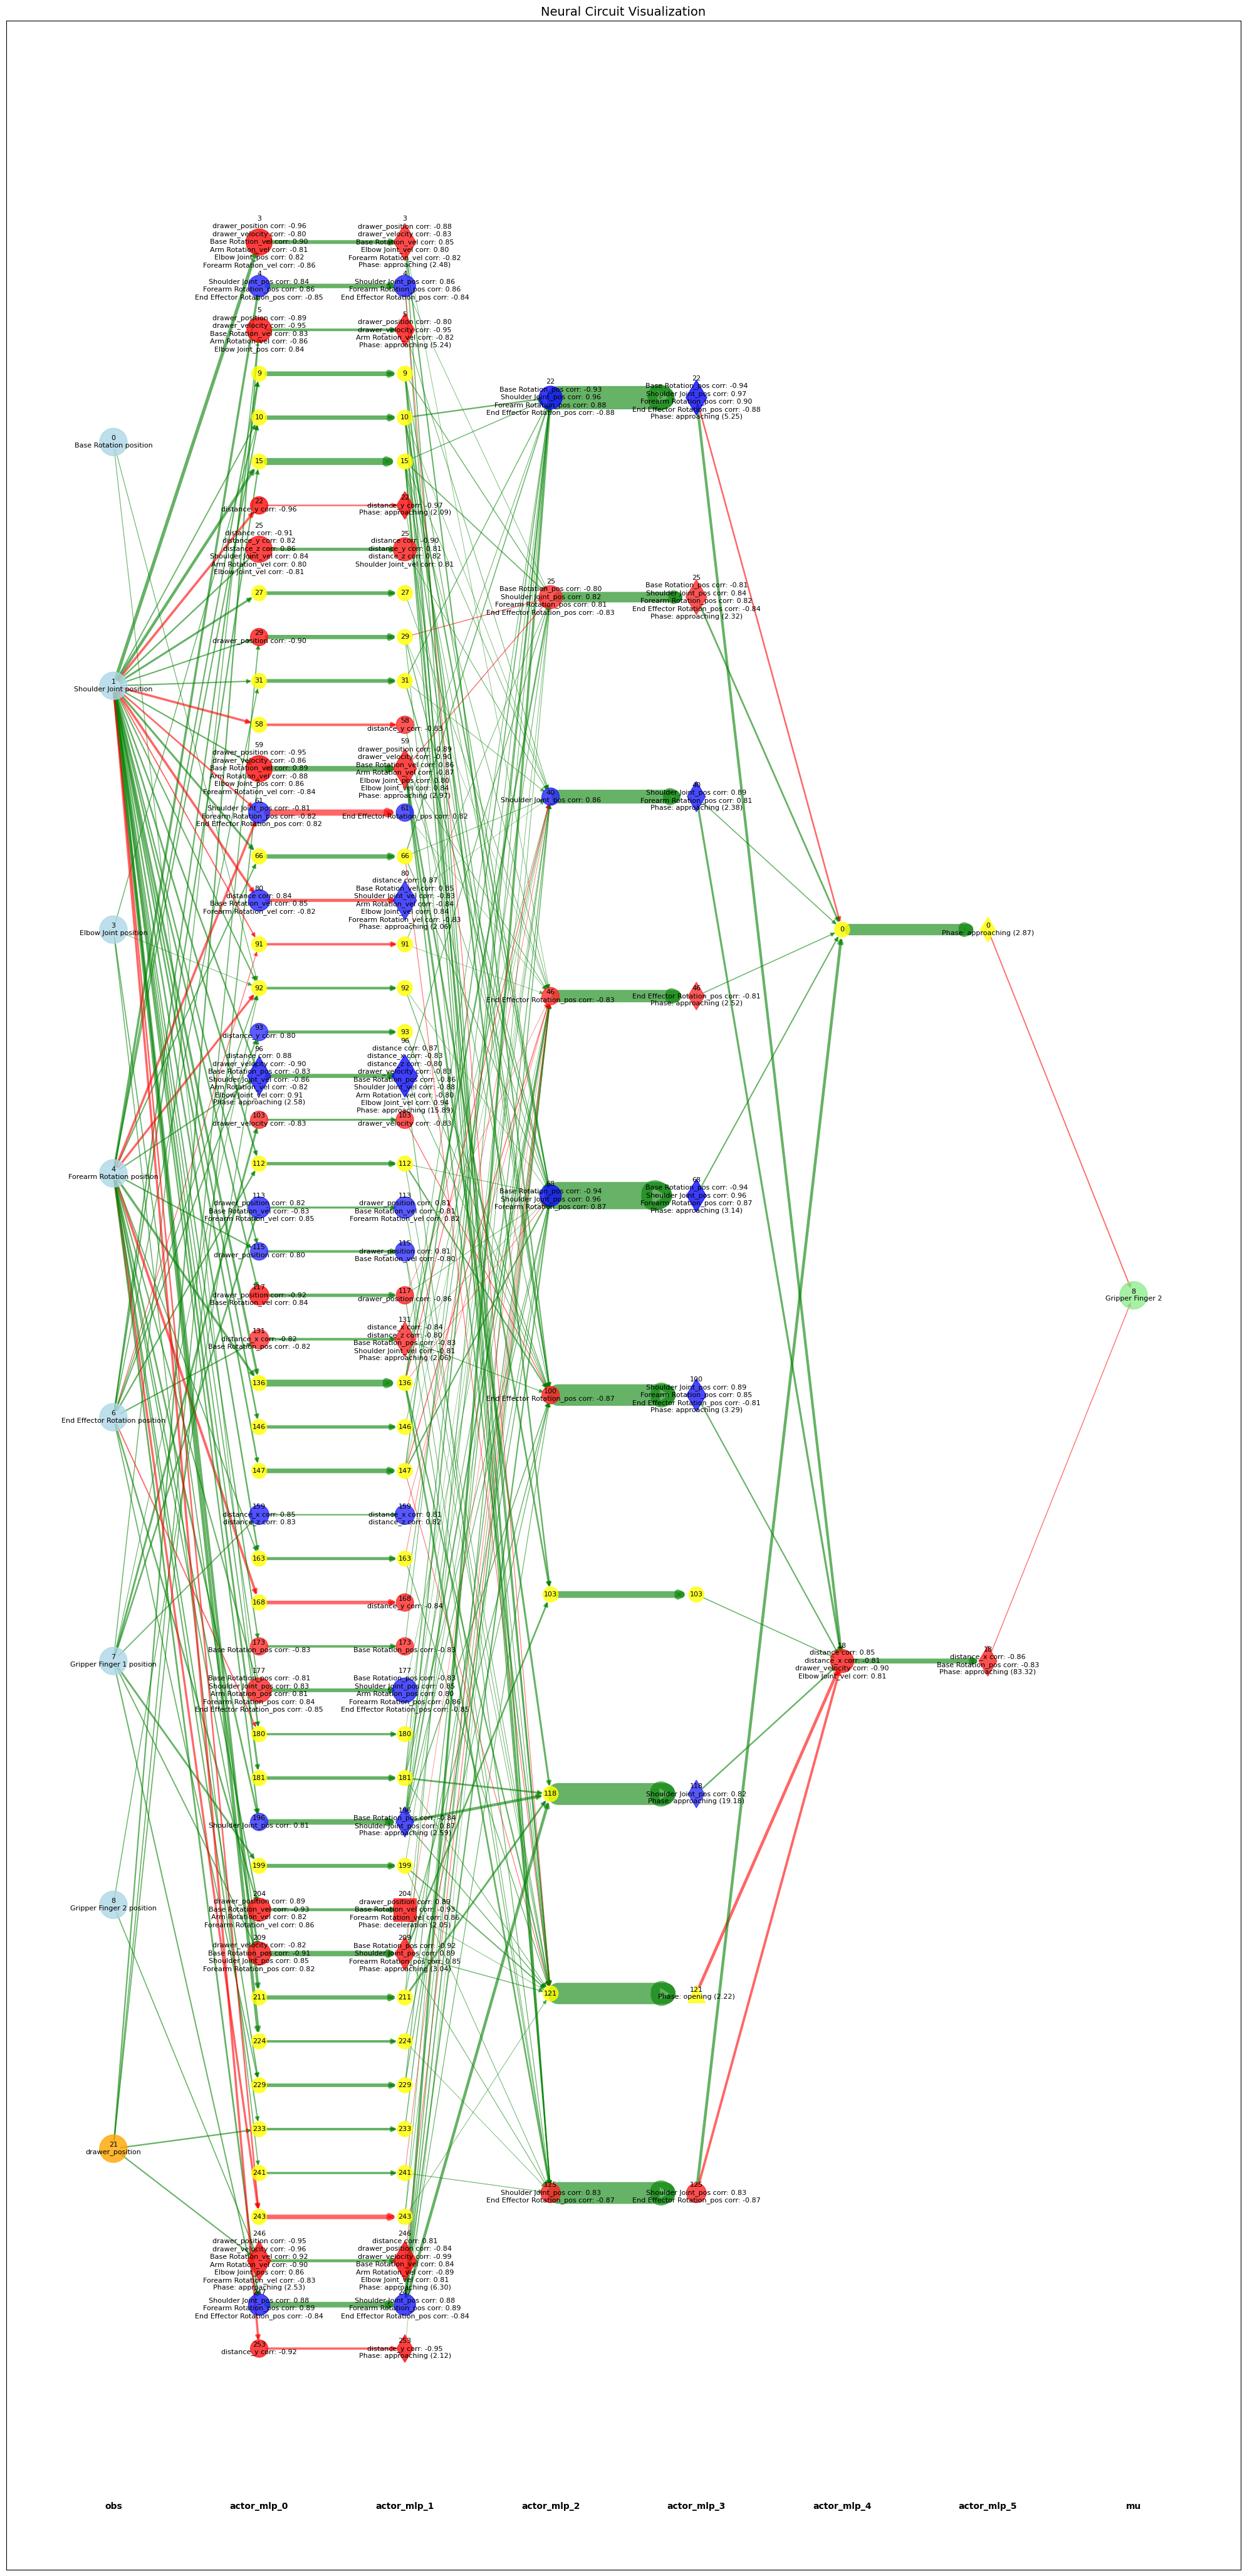 Neural Circuit Visualization
0
Base Rotation position
1
Shoulder Joint position
3
Elbow Joint position
4
Forearm Rotation position
6
End Effector Rotation position
7
Gripper Finger 1 position
8
Gripper Finger 2 position
21
drawer_position
3
drawer_position corr: -0.96
drawer_velocity corr: -0.80
Base Rotation_vel corr: 0.90
Arm Rotation_vel corr: -0.81
Elbow Joint_pos corr: 0.82
Forearm Rotation_vel corr: -0.86
4
Shoulder Joint_pos corr: 0.84
Forearm Rotation_pos corr: 0.86
End Effector Rotation_pos corr: -0.85
5
drawer_position corr: -0.89
drawer_velocity corr: -0.95
Base Rotation_vel corr: 0.83
Arm Rotation_vel corr: -0.86
Elbow Joint_pos corr: 0.84
9
10
15
22
distance_y corr: -0.96
25
distance corr: -0.91
distance_y corr: 0.82
distance_z corr: 0.86
Shoulder Joint_vel corr: 0.84
Arm Rotation_vel corr: 0.80
Elbow Joint_vel corr: -0.81
27
29
drawer_position corr: -0.90
31
58
59
drawer_position corr: -0.95
drawer_velocity corr: -0.86
Base Rotation_vel corr: 0.89
Arm Rotation_vel corr: -0.88
Elbow Joint_pos corr: 0.86
Forearm Rotation_vel corr: -0.84
61
Shoulder Joint_pos corr: -0.81
Forearm Rotation_pos corr: -0.82
End Effector Rotation_pos corr: 0.82
66
80
distance corr: 0.84
Base Rotation_vel corr: 0.85
Forearm Rotation_vel corr: -0.82
91
92
93
distance_y corr: 0.80
96
distance corr: 0.88
drawer_velocity corr: -0.90
Base Rotation_pos corr: -0.83
Shoulder Joint_vel corr: -0.86
Arm Rotation_vel corr: -0.82
Elbow Joint_vel corr: 0.91
Phase: approaching (2.58)
103
drawer_velocity corr: -0.83
112
113
drawer_position corr: 0.82
Base Rotation_vel corr: -0.83
Forearm Rotation_vel corr: 0.85
115
drawer_position corr: 0.80
117
drawer_position corr: -0.92
Base Rotation_vel corr: 0.84
131
distance_x corr: -0.82
Base Rotation_pos corr: -0.82
136
146
147
159
distance_x corr: 0.85
distance_z corr: 0.83
163
168
173
Base Rotation_pos corr: -0.83
177
Base Rotation_pos corr: -0.81
Shoulder Joint_pos corr: 0.83
Arm Rotation_pos corr: 0.81
Forearm Rotation_pos corr: 0.84
End Effector Rotation_pos corr: -0.85
180
181
196
Shoulder Joint_pos corr: 0.81
199
204
drawer_position corr: 0.89
Base Rotation_vel corr: -0.93
Arm Rotation_vel corr: 0.82
Forearm Rotation_vel corr: 0.86
209
drawer_velocity corr: -0.82
Base Rotation_pos corr: -0.91
Shoulder Joint_pos corr: 0.85
Forearm Rotation_pos corr: 0.82
211
224
229
233
241
243
246
drawer_position corr: -0.95
drawer_velocity corr: -0.96
Base Rotation_vel corr: 0.92
Arm Rotation_vel corr: -0.90
Elbow Joint_pos corr: 0.86
Forearm Rotation_vel corr: -0.83
Phase: approaching (2.53)
Shoulder Joint_pos corr: 0.88
Forearm Rotation_pos corr: 0.89
End Effector Rotation_pos corr: -0.84
253
distance_y corr: -0.92
3
drawer_position corr: -0.88
drawer_velocity corr: -0.83
Base Rotation_vel corr: 0.85
Elbow Joint_vel corr: 0.80
Forearm Rotation_vel corr: -0.82
Phase: approaching (2.48)
4
Shoulder Joint_pos corr: 0.86
Forearm Rotation_pos corr: 0.86
End Effector Rotation_pos corr: -0.84
5
drawer_position corr: -0.80
drawer_velocity corr: -0.95
Arm Rotation_vel corr: -0.82
Phase: approaching (5.24)
9
10
15
22
distance_y corr: -0.97
Phase: approaching (2.09)
25
distance corr: -0.90
distance_y corr: 0.81
distance_z corr: 0.82
Shoulder Joint_vel corr: 0.81
27
29
31
58
distance_y corr: -0.83
59
drawer_position corr: -0.89
drawer_velocity corr: -0.90
Base Rotation_vel corr: 0.86
Arm Rotation_vel corr: -0.87
Elbow Joint_pos corr: 0.80
Elbow Joint_vel corr: 0.84
Phase: approaching (2.97)
61
End Effector Rotation_pos corr: 0.82
66
80
distance corr: 0.87
Base Rotation_vel corr: 0.85
Shoulder Joint_vel corr: -0.83
Arm Rotation_vel corr: -0.84
Elbow Joint_vel corr: 0.84
Forearm Rotation_vel corr: -0.83
Phase: approaching (2.06)
91
92
93
96
distance corr: 0.87
distance_x corr: -0.83
distance_z corr: -0.80
drawer_velocity corr: -0.83
Base Rotation_pos corr: -0.86
Shoulder Joint_vel corr: -0.88
Arm Rotation_vel corr: -0.80
Elbow Joint_vel corr: 0.94
Phase: approaching (15.89)
103
drawer_velocity corr: -0.83
112
113
drawer_position corr: 0.81
Base Rotation_vel corr: -0.81
Forearm Rotation_vel corr: 0.82
115
drawer_position corr: 0.81
Base Rotation_vel corr: -0.80
117
drawer_position corr: -0.86
131
distance_x corr: -0.84
distance_z corr: -0.80
Base Rotation_pos corr: -0.83
Shoulder Joint_vel corr: -0.81
Phase: approaching (2.06)
136
146
147
159
distance_x corr: 0.81
distance_z corr: 0.82
163
168
distance_y corr: -0.84
173
Base Rotation_pos corr: -0.83
177
Base Rotation_pos corr: -0.83
Shoulder Joint_pos corr: 0.85
Arm Rotation_pos corr: 0.80
Forearm Rotation_pos corr: 0.86
End Effector Rotation_pos corr: -0.85
180
181
196
Base Rotation_pos corr: -0.84
Shoulder Joint_pos corr: 0.87
Phase: approaching (2.59)
199
204
drawer_position corr: 0.89
Base Rotation_vel corr: -0.93
Forearm Rotation_vel corr: 0.86
Phase: deceleration (2.05)
209
Base Rotation_pos corr: -0.92
Shoulder Joint_pos corr: 0.89
Forearm Rotation_pos corr: 0.85
Phase: approaching (3.04)
211
224
229
233
241
243
246
distance corr: 0.81
drawer_position corr: -0.84
drawer_velocity corr: -0.99
Base Rotation_vel corr: 0.84
Arm Rotation_vel corr: -0.89
Elbow Joint_vel corr: 0.81
Phase: approaching (6.30)
Shoulder Joint_pos corr: 0.88
Forearm Rotation_pos corr: 0.89
End Effector Rotation_pos corr: -0.84
253
distance_y corr: -0.95
Phase: approaching (2.12)
22
Base Rotation_pos corr: -0.93
Shoulder Joint_pos corr: 0.96
Forearm Rotation_pos corr: 0.88
End Effector Rotation_pos corr: -0.88
25
Base Rotation_pos corr: -0.80
Shoulder Joint_pos corr: 0.82
Forearm Rotation_pos corr: 0.81
End Effector Rotation_pos corr: -0.83
40
Shoulder Joint_pos corr: 0.86
46
End Effector Rotation_pos corr: -0.83
68
Base Rotation_pos corr: -0.94
Shoulder Joint_pos corr: 0.96
Forearm Rotation_pos corr: 0.87
100
End Effector Rotation_pos corr: -0.87
103
118
121
125
Shoulder Joint_pos corr: 0.83
End Effector Rotation_pos corr: -0.87
22
Base Rotation_pos corr: -0.94
Shoulder Joint_pos corr: 0.97
Forearm Rotation_pos corr: 0.90
End Effector Rotation_pos corr: -0.88
Phase: approaching (5.25)
25
Base Rotation_pos corr: -0.81
Shoulder Joint_pos corr: 0.84
Forearm Rotation_pos corr: 0.82
End Effector Rotation_pos corr: -0.84
Phase: approaching (2.32)
40
Shoulder Joint_pos corr: 0.89
Forearm Rotation_pos corr: 0.81
Phase: approaching (2.38)
46
End Effector Rotation_pos corr: -0.81
Phase: approaching (2.52)
68
Base Rotation_pos corr: -0.94
Shoulder Joint_pos corr: 0.96
Forearm Rotation_pos corr: 0.87
Phase: approaching (3.14)
100
Shoulder Joint_pos corr: 0.89
Forearm Rotation_pos corr: 0.85
End Effector Rotation_pos corr: -0.81
Phase: approaching (3.29)
103
118
Shoulder Joint_pos corr: 0.82
Phase: approaching (19.18)
121
Phase: opening (2.22)
125
Shoulder Joint_pos corr: 0.83
End Effector Rotation_pos corr: -0.87
0
18
distance corr: 0.85
distance_x corr: -0.81
drawer_velocity corr: -0.90
Elbow Joint_vel corr: 0.81
0
Phase: approaching (2.87)
18
distance_x corr: -0.86
Base Rotation_pos corr: -0.83
Phase: approaching (83.32)
8
Gripper Finger 2
obs
actor_mlp_0
actor_mlp_1
actor_mlp_2
actor_mlp_3
actor_mlp_4
actor_mlp_5
mu